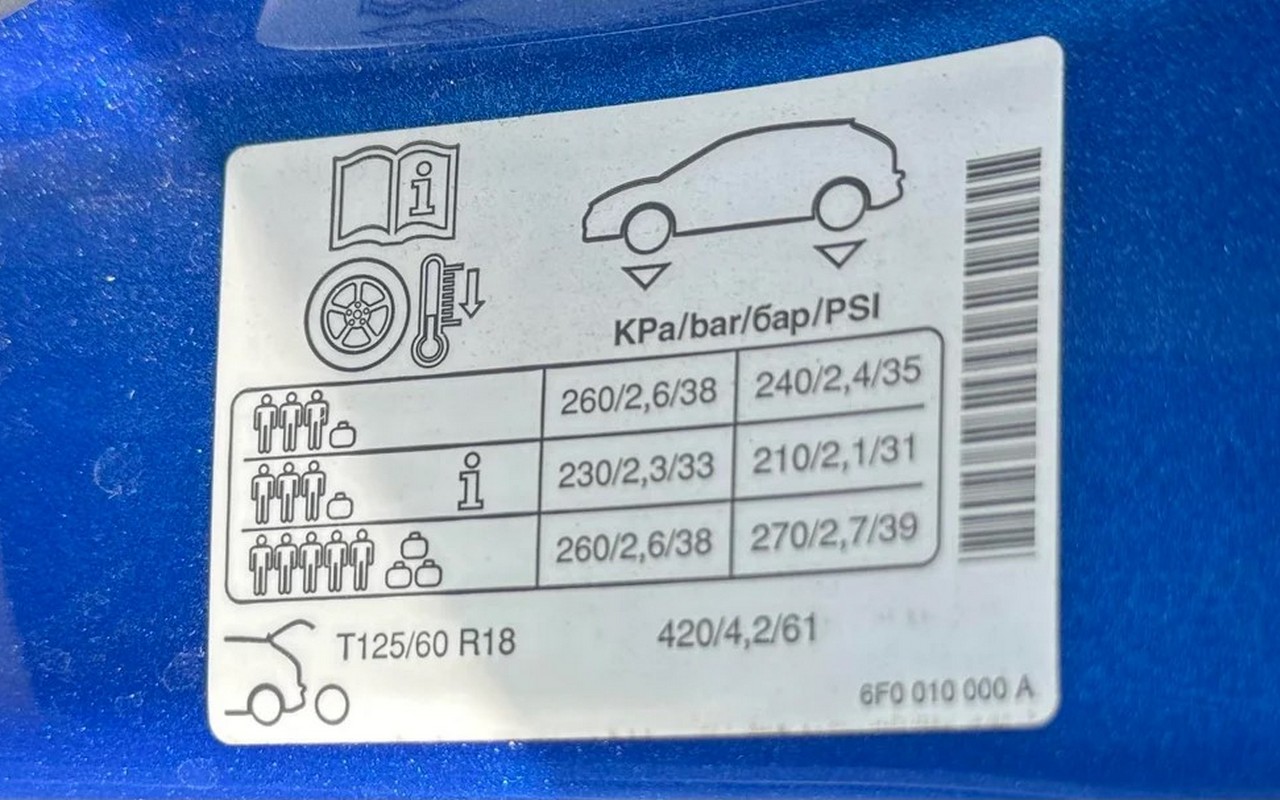 i
KPa/bar/бар/PSI
260/2,6/38 240/2,4/35
i 230/2,3/33 210/2,1/31
260/2,6/38 270/2,7/39
T125/60 R18 420/4,2/61
6F0 010 000 A